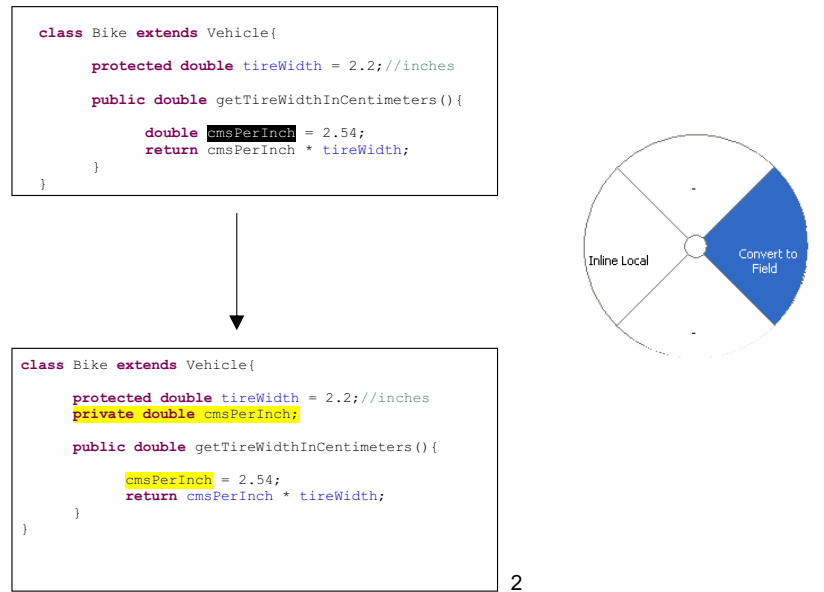 class Bike extends Vehicle{
protected double tireWidth = 2.2;//inches
public double getTireWidthInCentimeters(){
double cmsPerInch = 2.54;
return cmsPerInch * tireWidth;
}
}
-
Inline Local
Convert to
Field
-
class Bike extends Vehicle{
protected double tireWidth = 2.2;//inches
private double cmsPerInch;
public double getTireWidthInCentimeters(){
cmsPerInch = 2.54;
return cmsPerInch * tireWidth;
}
}
2